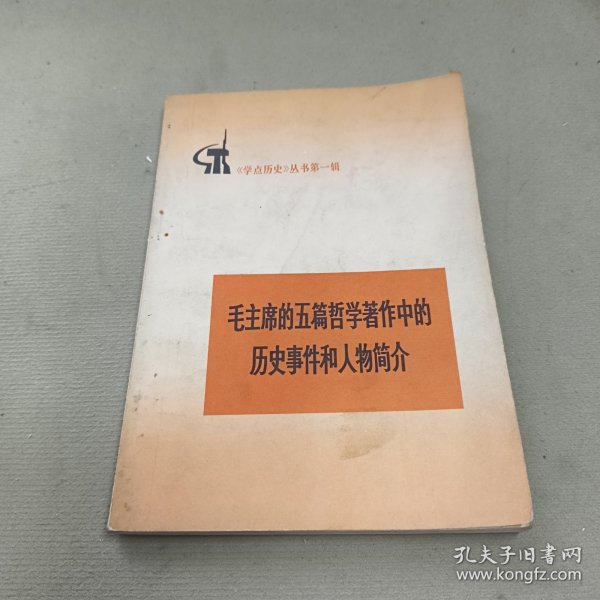 《学点历史》丛书第一辑
毛主席的五篇哲学著作中的
历史事件和人物简介
孔夫子旧书网
www.kongfz.com